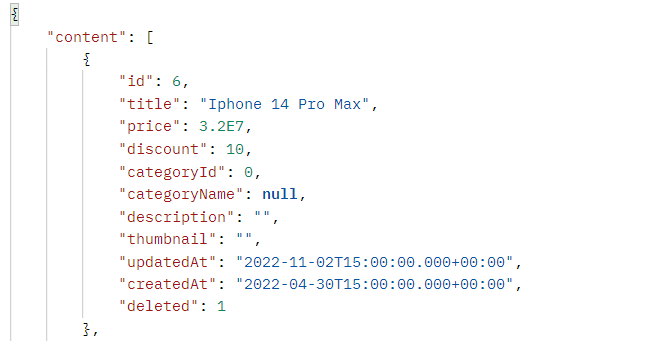 {
"content": [
{
"id": 6,
"title": "Iphone 14 Pro Max",
"price": 3.2E7,
"discount": 10,
"categoryId": 0,
"categoryName": null,
"description": "",
"thumbnail": "",
"updatedAt": "2022-11-02T15:00:00.000+00:00",
"createdAt": "2022-04-30T15:00:00.000+00:00",
"deleted": 1
},